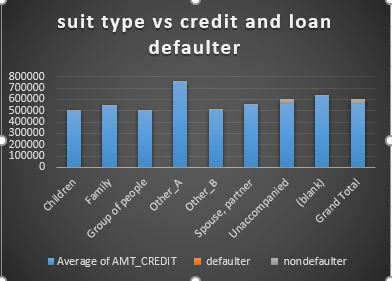 suit type vs credit and loan
defaulter
800000
700000
600000
500000
400000
300000
200000
100000
0
Children
Family
Group of people
Other_A
Other_B
Spouse, partner
Unaccompanied
(blank)
Grand Total
Average of AMT_CREDIT defaulter nondefaulter